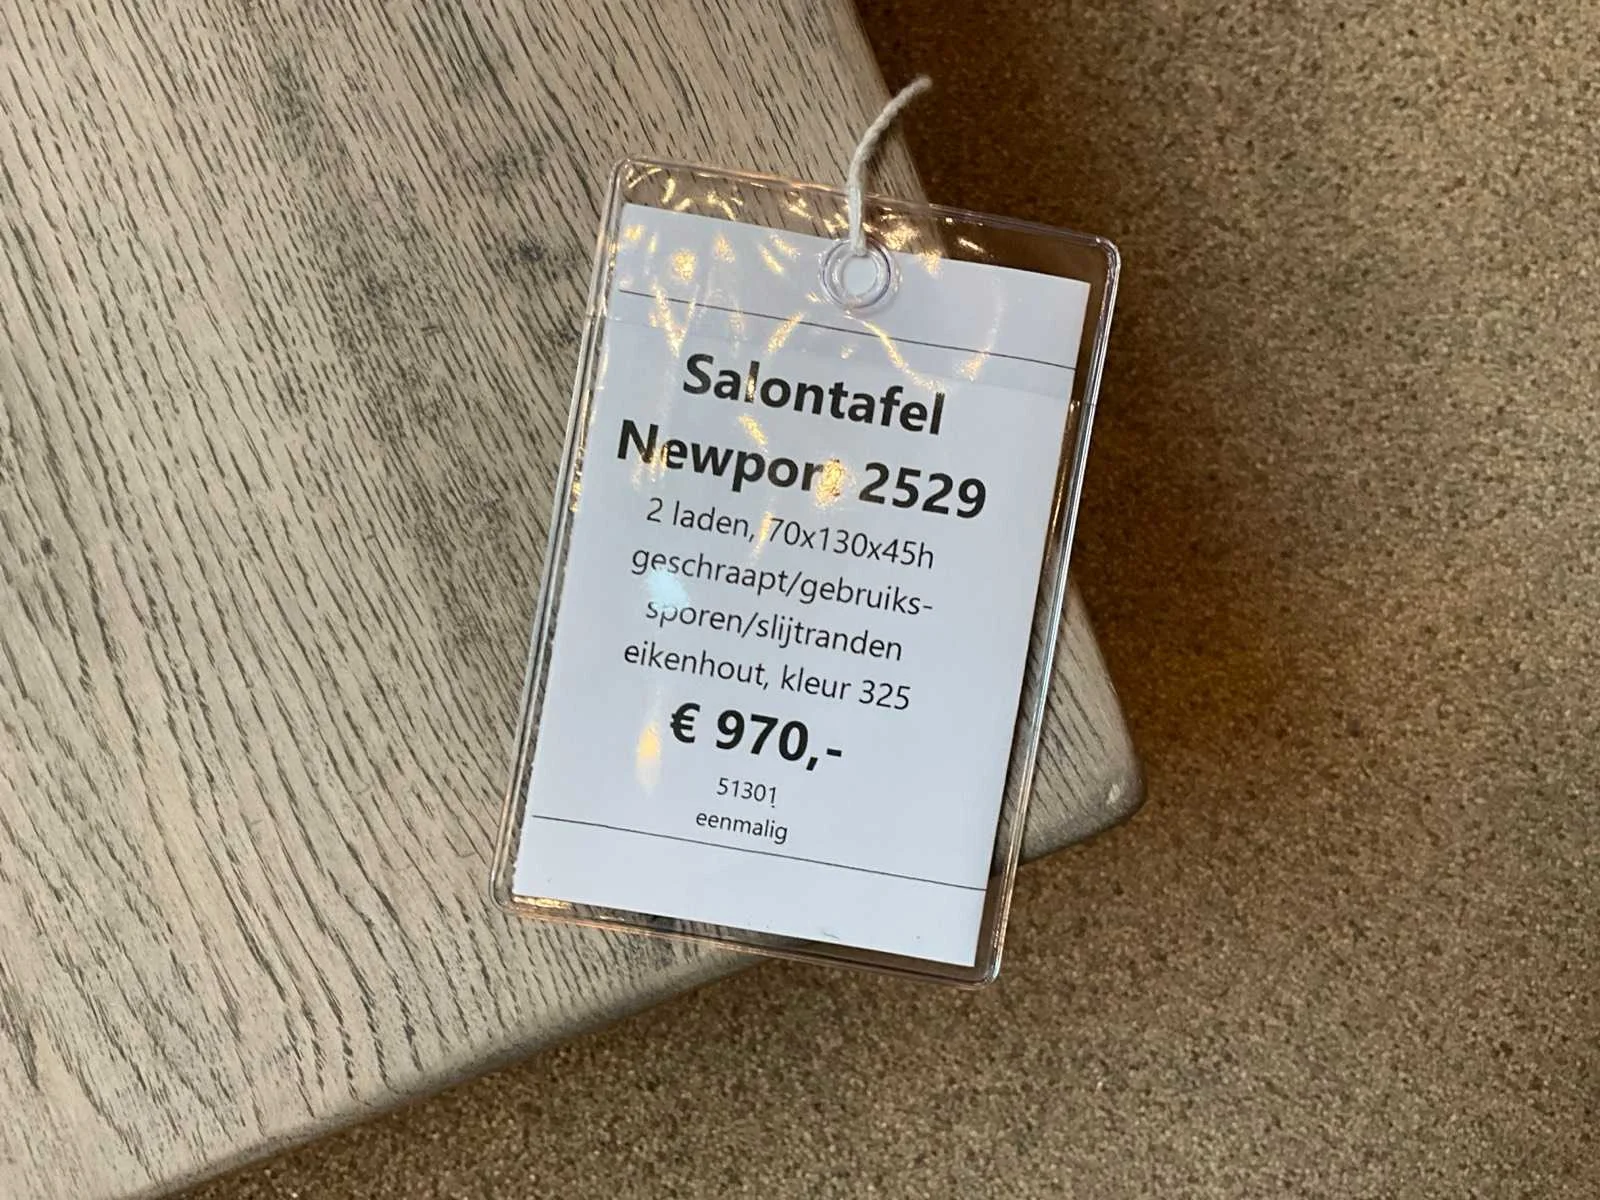 Salontafel
Newport 2529
2 laden, 70x130x45h
geschraapt/gebruiks-
sporen/slijtranden
eikenhout, kleur 325
€ 970,-
51301
eenmalig